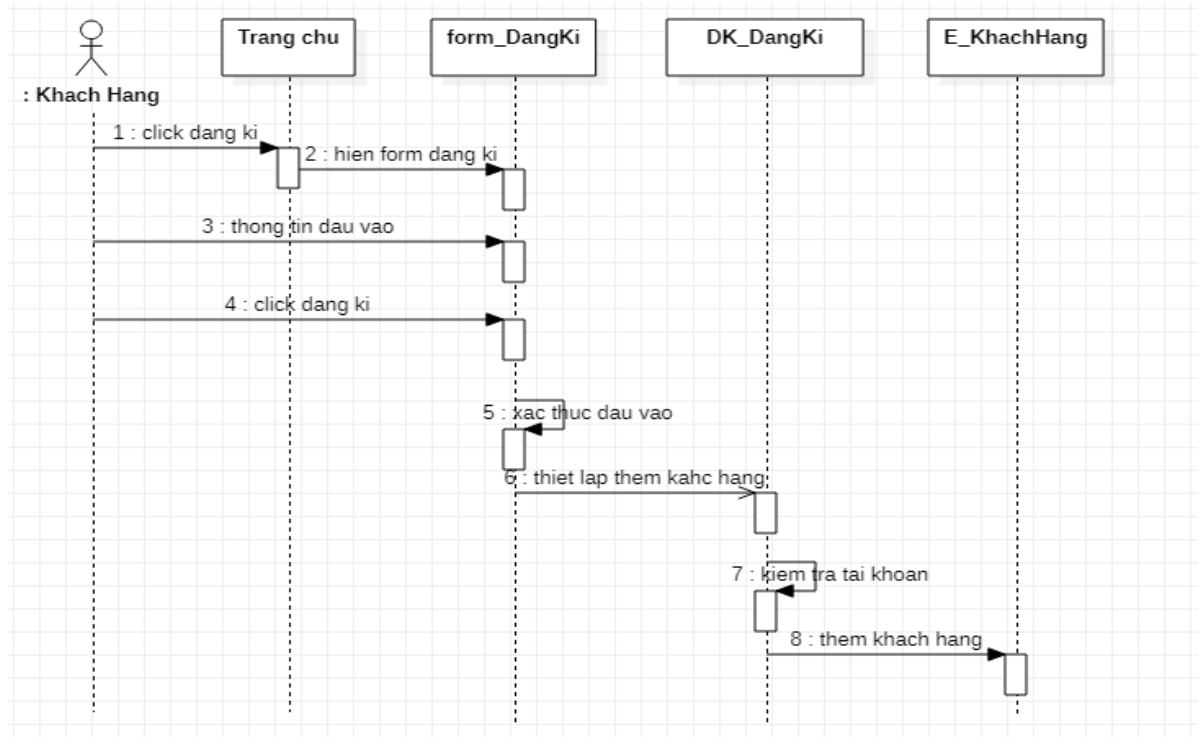 Trang chu
form_DangKi
DK_DangKi
E_KhachHang
: Khach Hang
1 : click dang ki
2 : hien form dang ki
3 : thong tin dau vao
4 : click dang ki
5 : xac thuc dau vao
6 : thiet lap them kahc hang
7 : kiem tra tai khoan
8 : them khach hang